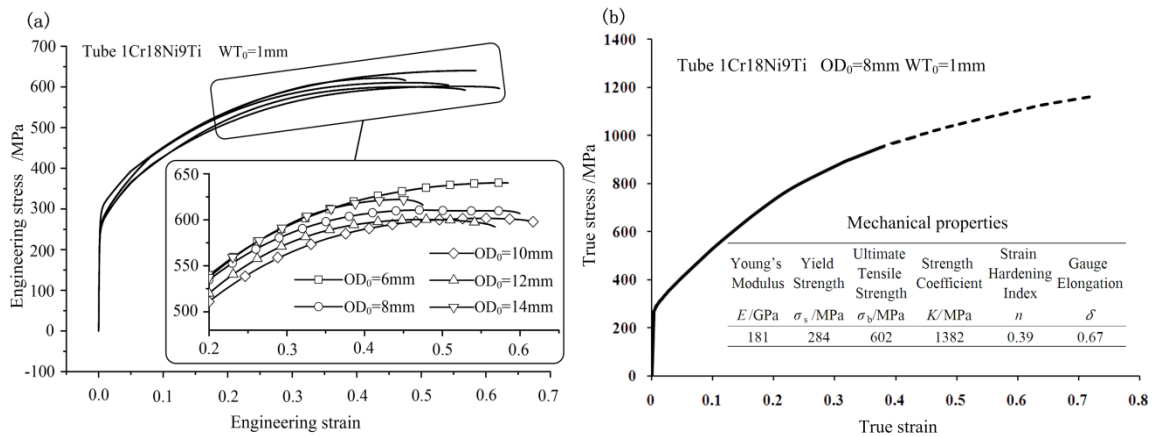 (a)
Tube 1Cr18Ni9Ti WT₀=1mm
Engineering stress /MPa
700
600
500
400
300
200
100
0
-100
0.0 0.1 0.2 0.3 0.4 0.5 0.6 0.7
Engineering strain
650
600
550
500
0.2 0.3 0.4 0.5 0.6
OD₀=10mm
OD₀=6mm
OD₀=12mm
OD₀=8mm
OD₀=14mm
(b)
Tube 1Cr18Ni9Ti OD₀=8mm WT₀=1mm
True stress /MPa
1400
1200
1000
800
600
400
200
0
0 0.1 0.2 0.3 0.4 0.5 0.6 0.7 0.8
True strain
Mechanical properties
Young's Modulus
Yield Strength
Ultimate Tensile Strength
Strength Coefficient
Strain Hardening Index
Gauge Elongation
E/GPa σₛ/MPa σb/MPa K/MPa n δ
181 284 602 1382 0.39 0.67